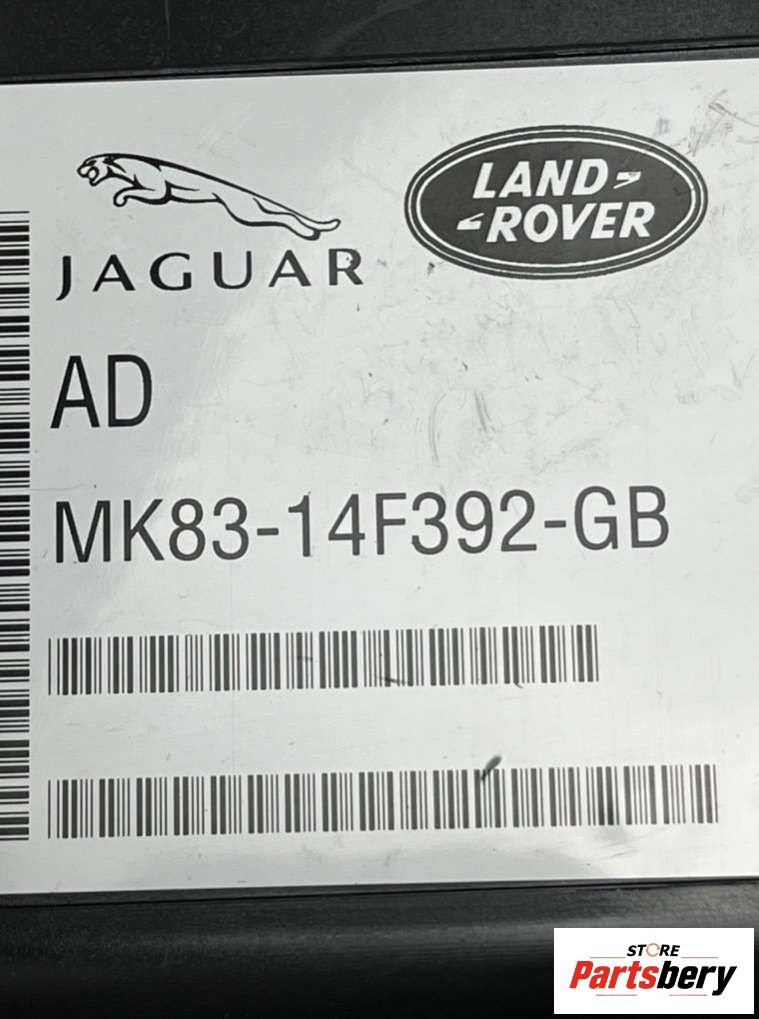 JAGUAR
LAND
ROVER
AD
MK83-14F392-GB
STORE
Partsbery